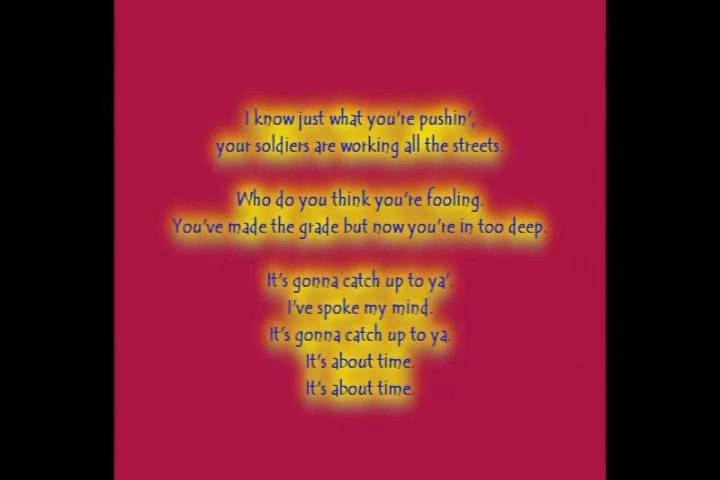 I know just what you're pushin',
your soldiers are working all the streets.
Who do you think you're fooling.
You've made the grade but now you're in too deep.
It's gonna catch up to ya'.
I've spoke my mind.
It's gonna catch up to ya.
It's about time.
It's about time.